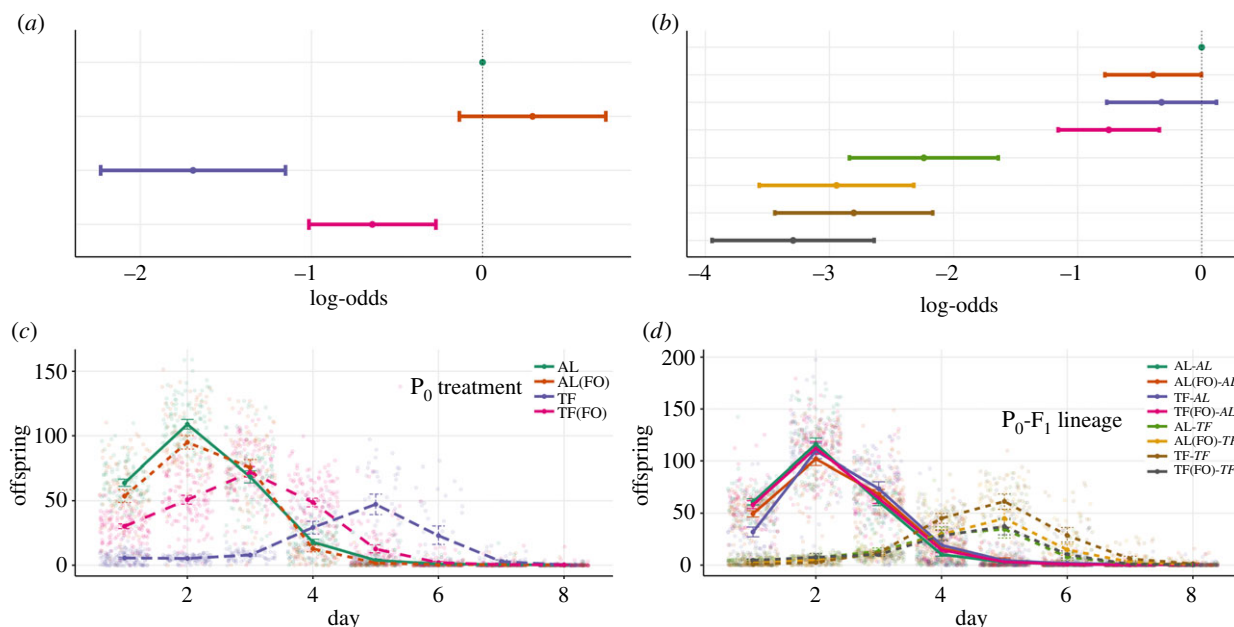 (a)
–2 –1 0
log-odds
(b)
–4 –3 –2 –1 0
log-odds
(c)
150
100
50
0
offspring
2 4 6 8
day
P0 treatment
AL
AL(FO)
TF
TF(FO)
(d)
200
150
100
50
0
offspring
2 4 6 8
day
P0-F1 lineage
AL-AL
AL(FO)-AL
TF-AL
TF(FO)-AL
AL-TF
AL(FO)-TF
TF-TF
TF(FO)-TF